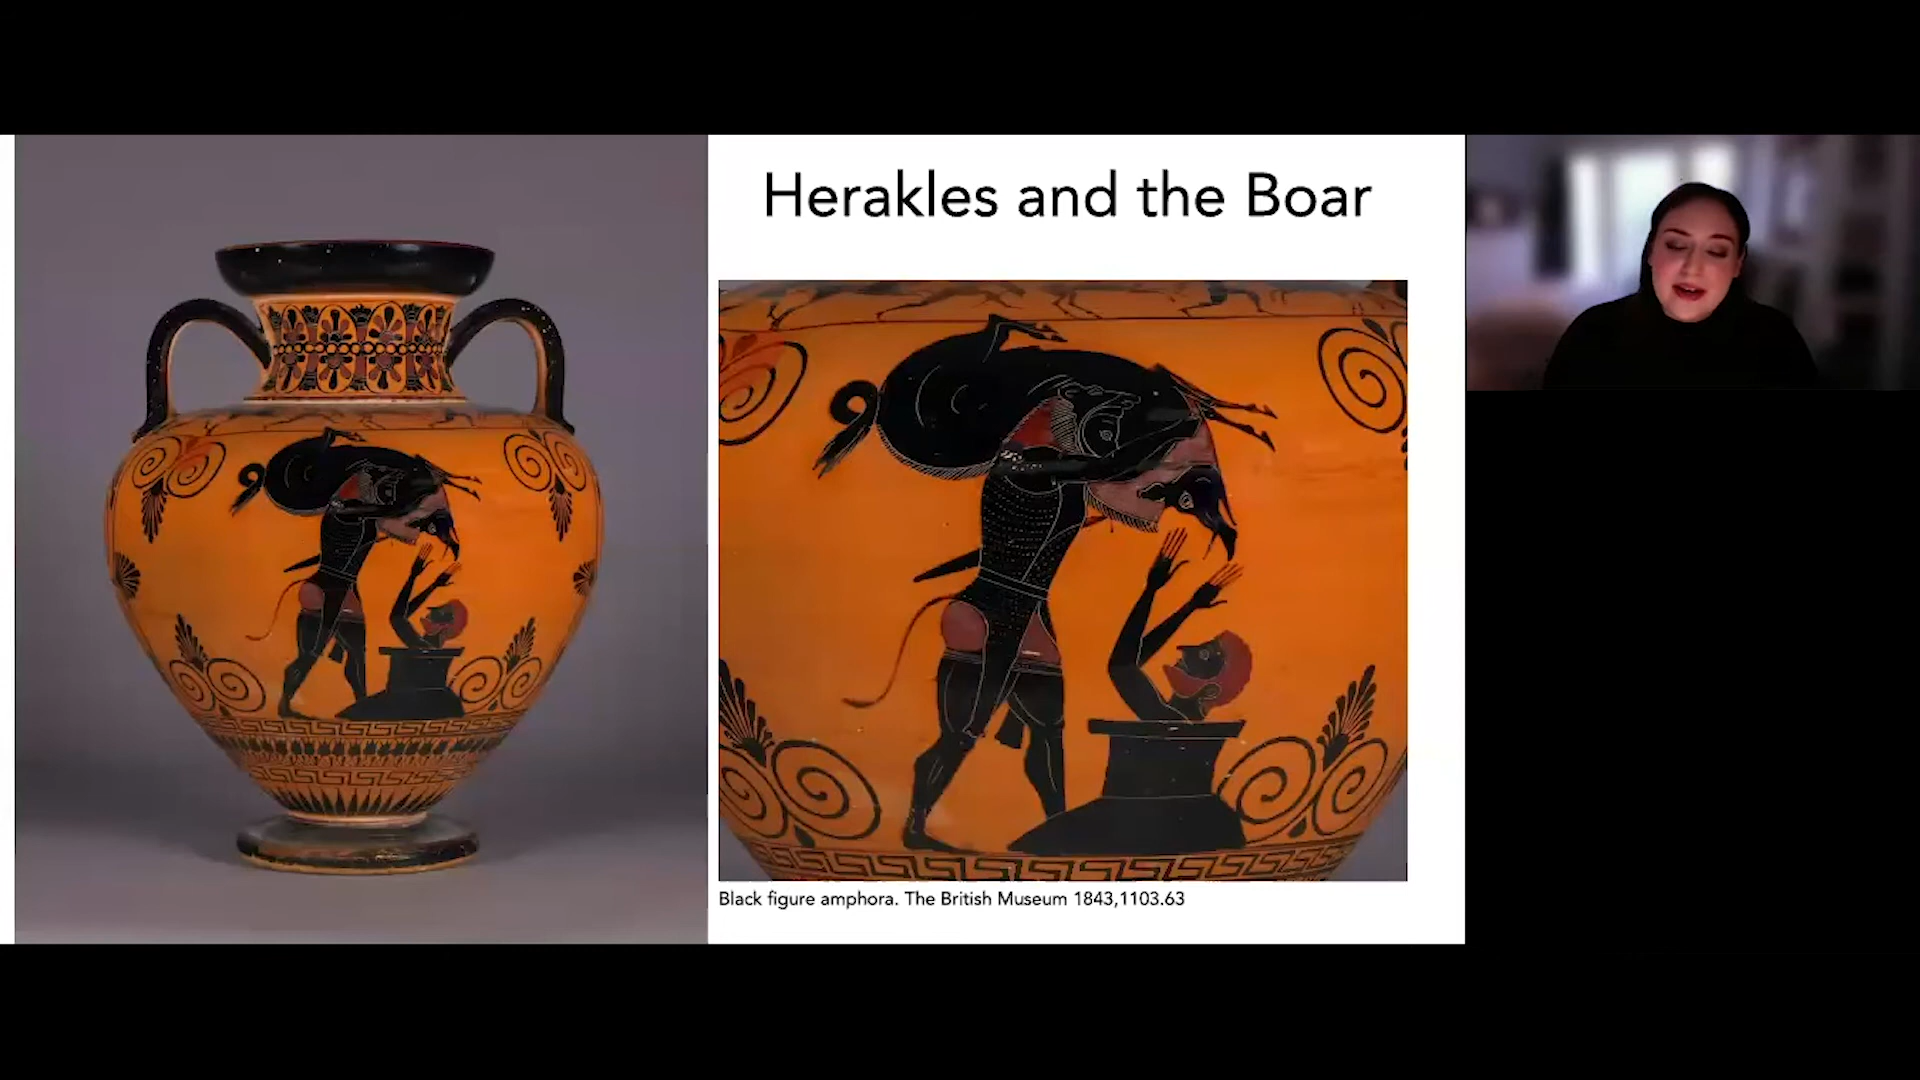 Herakles and the Boar
Black figure amphora. The British Museum 1843,1103.63